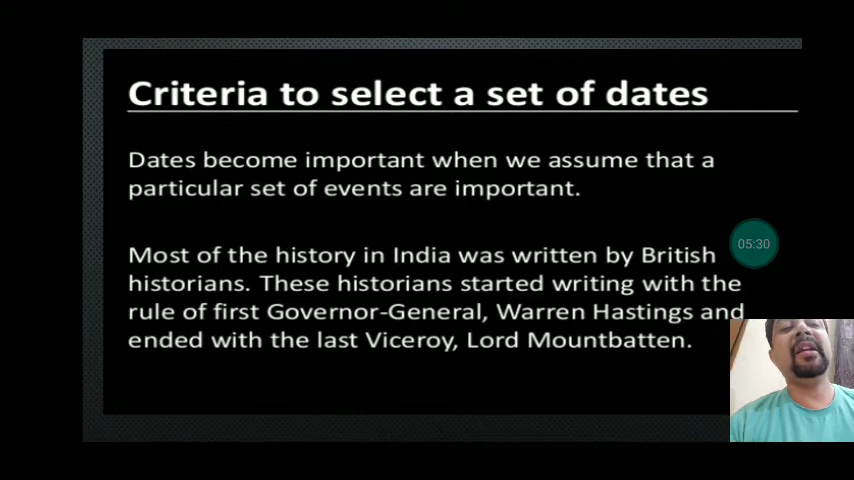 Criteria to select a set of dates
Dates become important when we assume that a
particular set of events are important.
Most of the history in India was written by British
historians. These historians started writing with the
rule of first Governor-General, Warren Hastings and
ended with the last Viceroy, Lord Mountbatten.
05:30